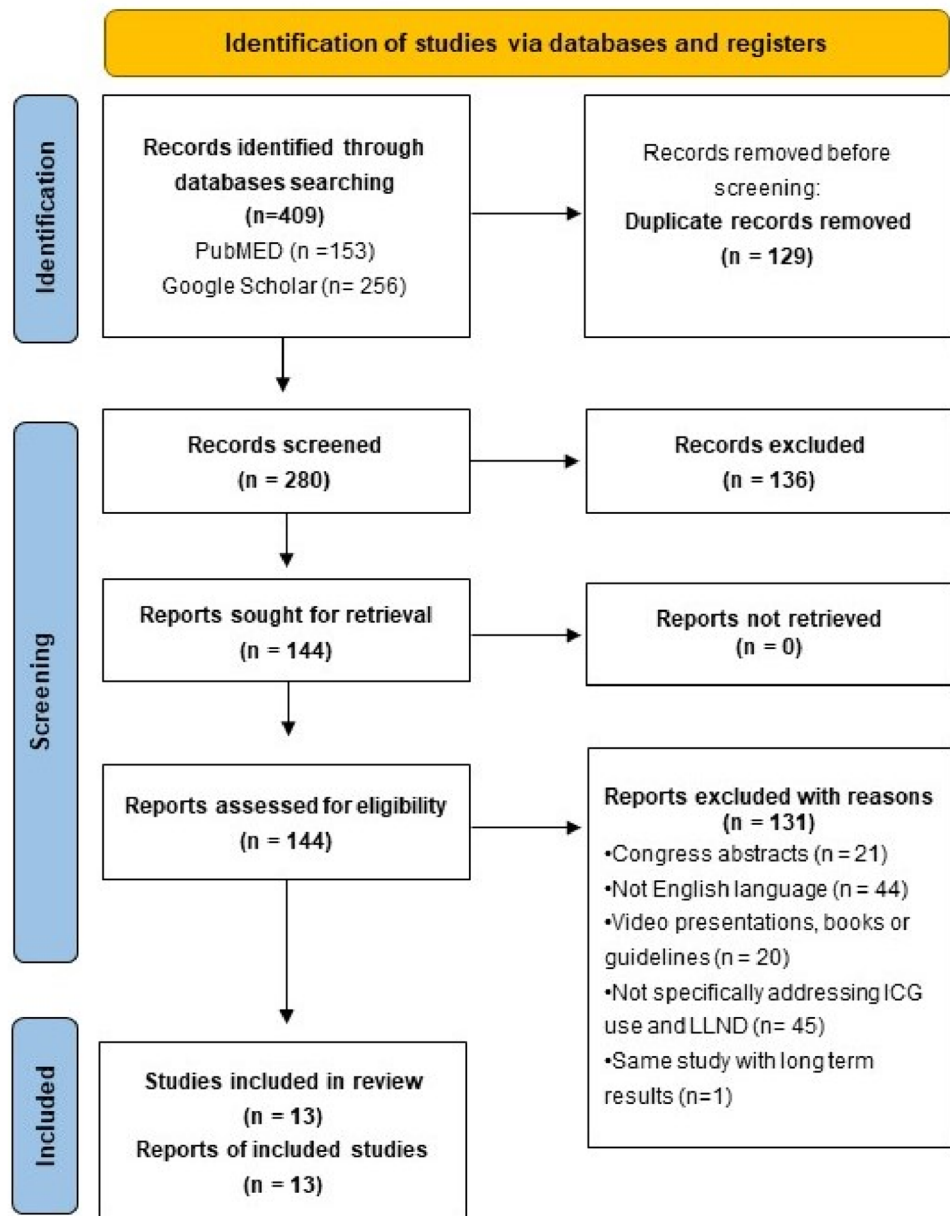 Identification of studies via databases and registers
Identification
Records identified through
databases searching
(n=409)
PubMED (n =153)
Google Scholar (n= 256)
Records removed before
screening:
Duplicate records removed
(n = 129)
Screening
Records screened
(n = 280)
Records excluded
(n = 136)
Reports sought for retrieval
(n = 144)
Reports not retrieved
(n = 0)
Reports assessed for eligibility
(n = 144)
Reports excluded with reasons
(n = 131)
•Congress abstracts (n = 21)
•Not English language (n = 44)
•Video presentations, books or
guidelines (n = 20)
•Not specifically addressing ICG
use and LLND (n= 45)
•Same study with long term
results (n=1)
Included
Studies included in review
(n = 13)
Reports of included studies
(n = 13)